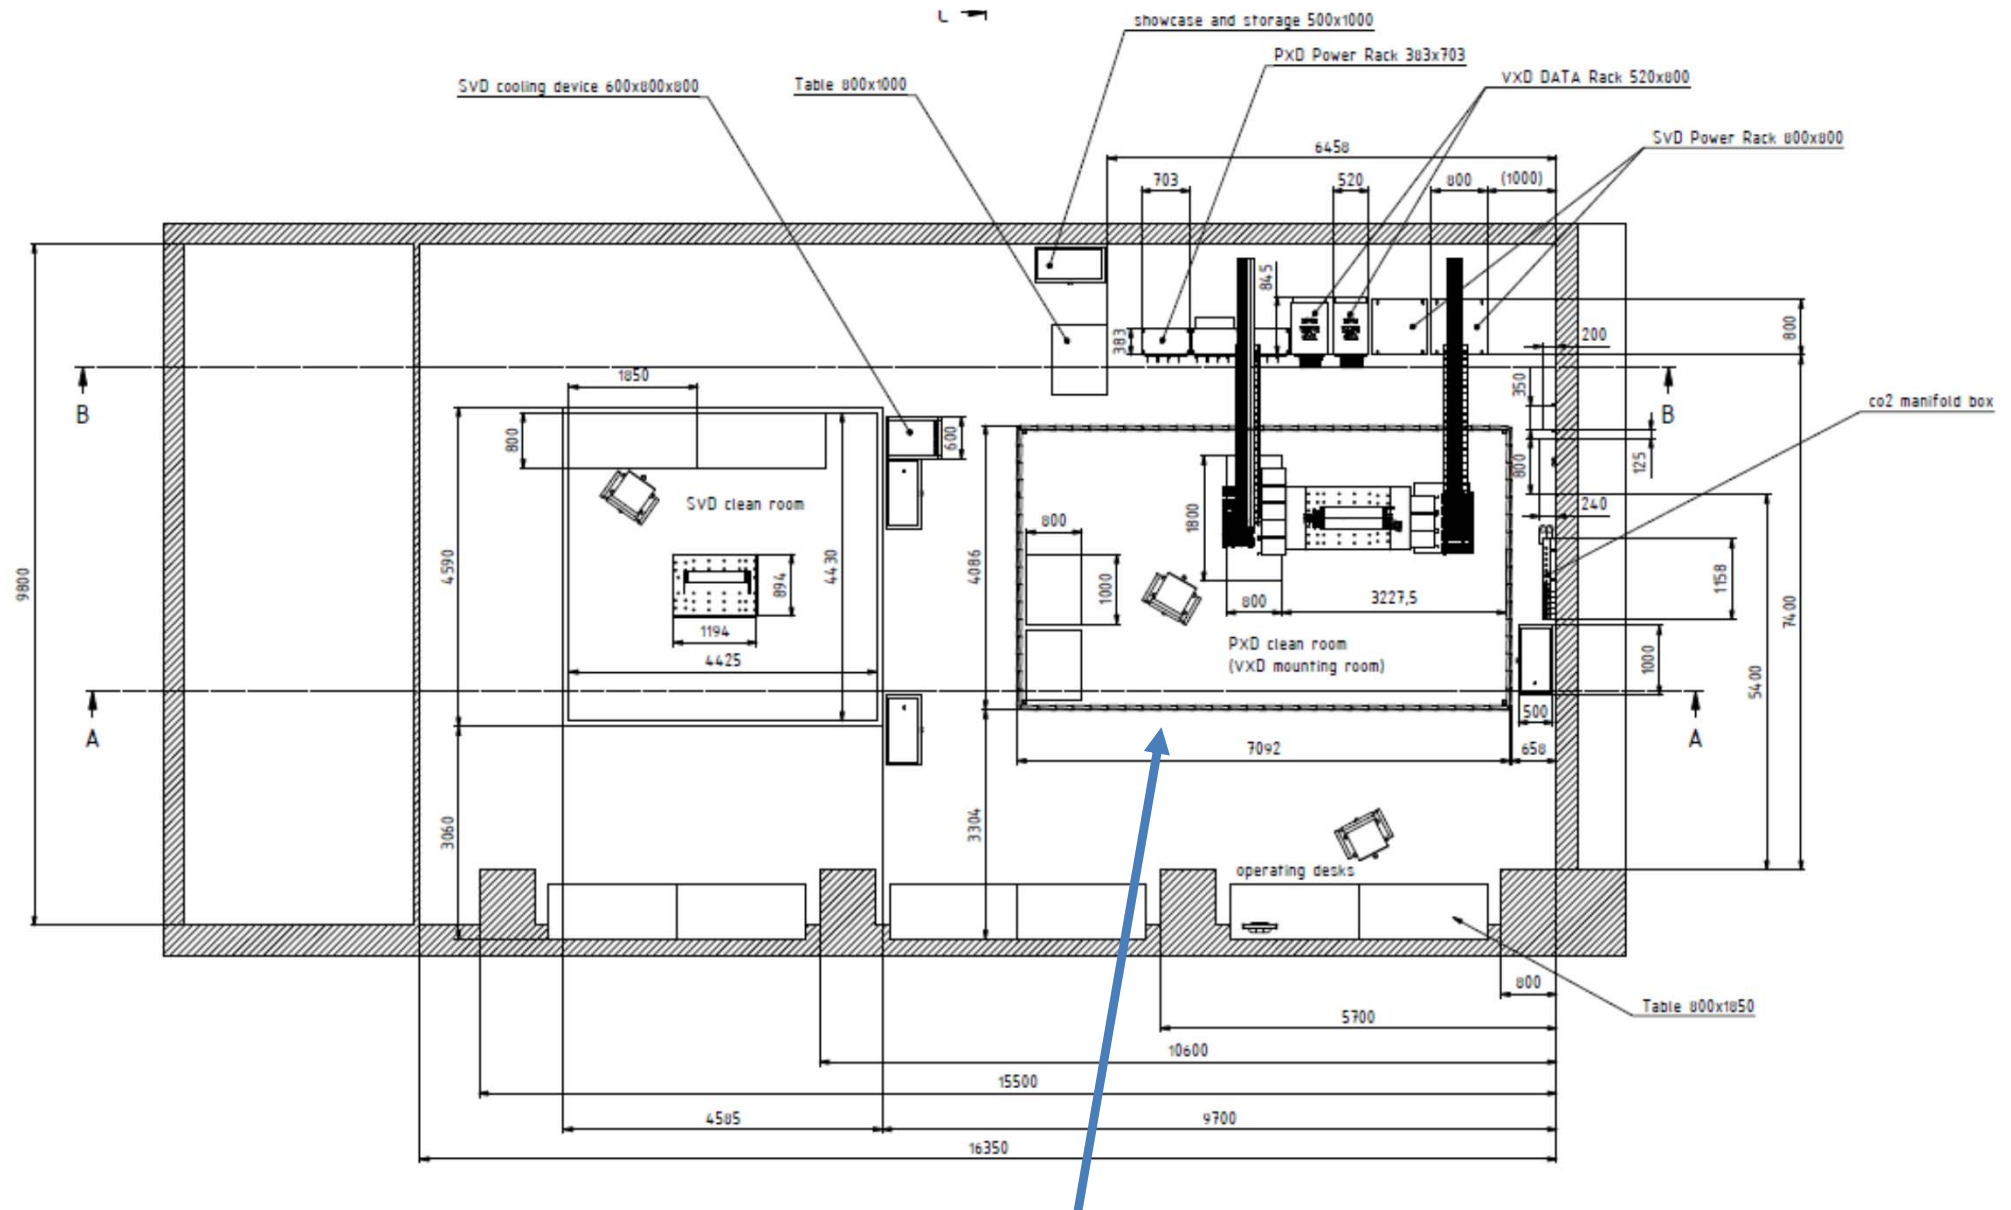 showcase and storage 500x1000
PXD Power Rack 383x703
VXD DATA Rack 520x800
SVD cooling device 600x800x800
Table 800x1000
SVD Power Rack 800x800
6458
703
520
800
(1000)
845
383
800
200
350
B
B
co2 manifold box
1850
800
600
800
125
SVD clean room
240
4590
4430
894
1194
4425
4086
800
1000
1800
800
3227,5
PXD clean room
(VXD mounting room)
1158
1000
500
5400
7400
9800
A
A
7092
658
3060
3304
operating desks
800
Table 800x1850
5700
10600
15500
4585
9700
16350